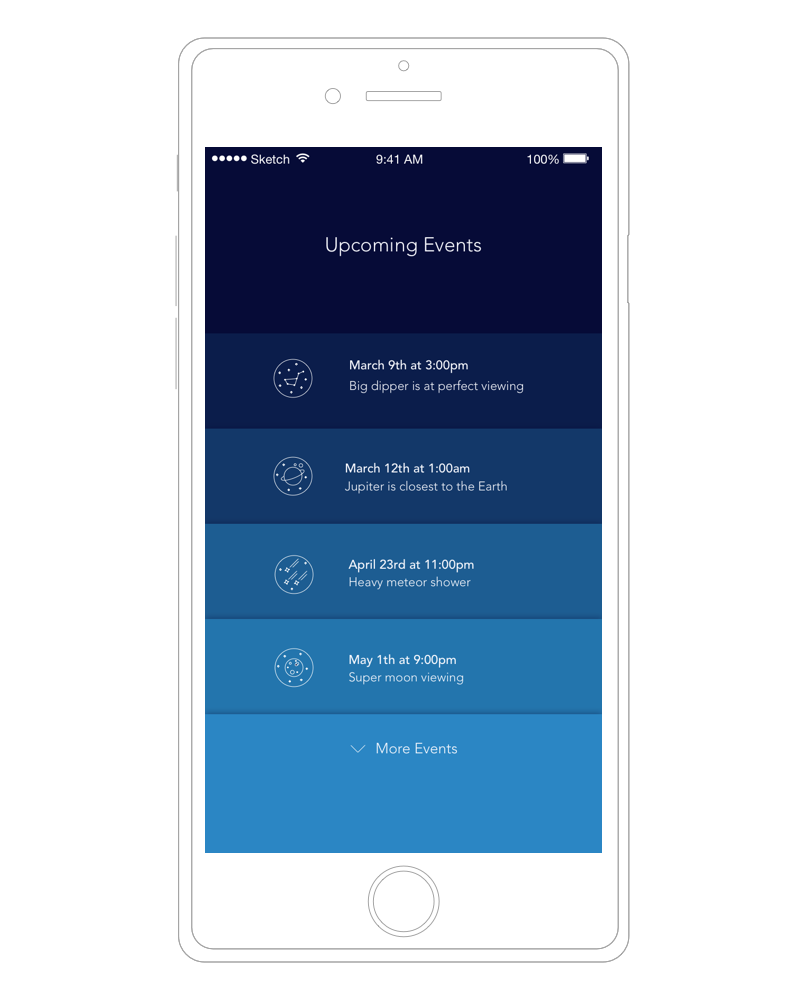 Sketch 9:41 AM 100%
Upcoming Events
March 9th at 3:00pm
Big dipper is at perfect viewing
March 12th at 1:00am
Jupiter is closest to the Earth
April 23rd at 11:00pm
Heavy meteor shower
May 1th at 9:00pm
Super moon viewing
More Events